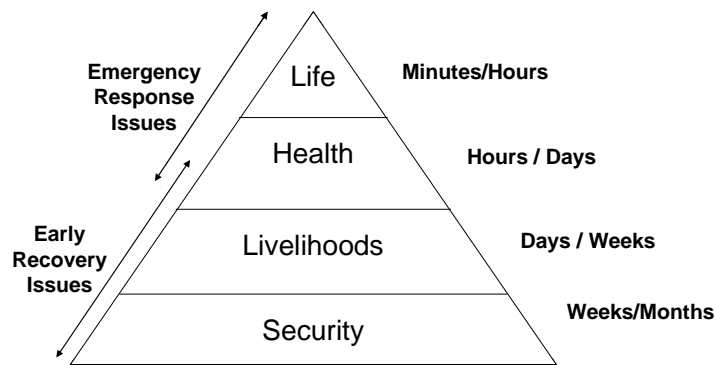 Emergency
Response
Issues
Life
Minutes/Hours
Health
Hours / Days
Early
Recovery
Issues
Livelihoods
Days / Weeks
Security
Weeks/Months